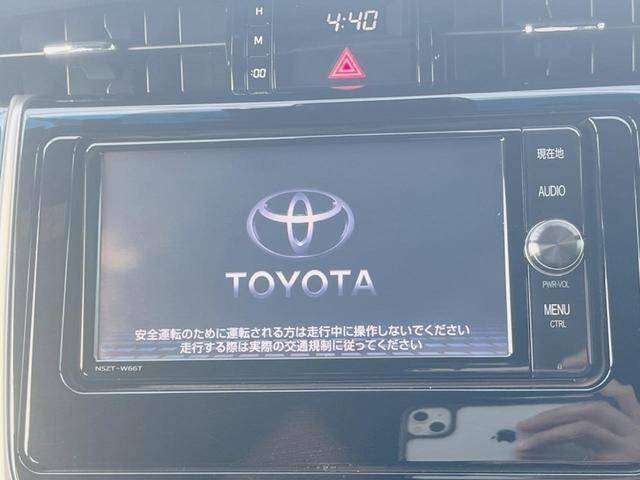 H
4:40
M
:00
現在地
AUDIO
PWR-VOL
MENU
CTRL
TOYOTA
安全運転のために運転される方は走行中に操作しないでください
走行する際は実際の交通規制に従ってください
NSZT-W66T